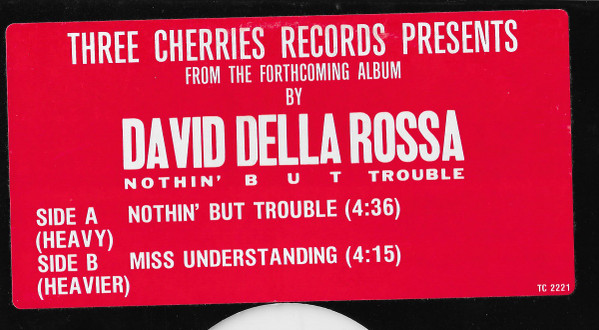 THREE CHERRIES RECORDS PRESENTS
FROM THE FORTHCOMING ALBUM
BY
DAVID DELLA ROSSA
NOTHIN' BUT TROUBLE
SIDE A NOTHIN' BUT TROUBLE (4:36)
(HEAVY)
SIDE B MISS UNDERSTANDING (4:15)
(HEAVIER)
TC 2221